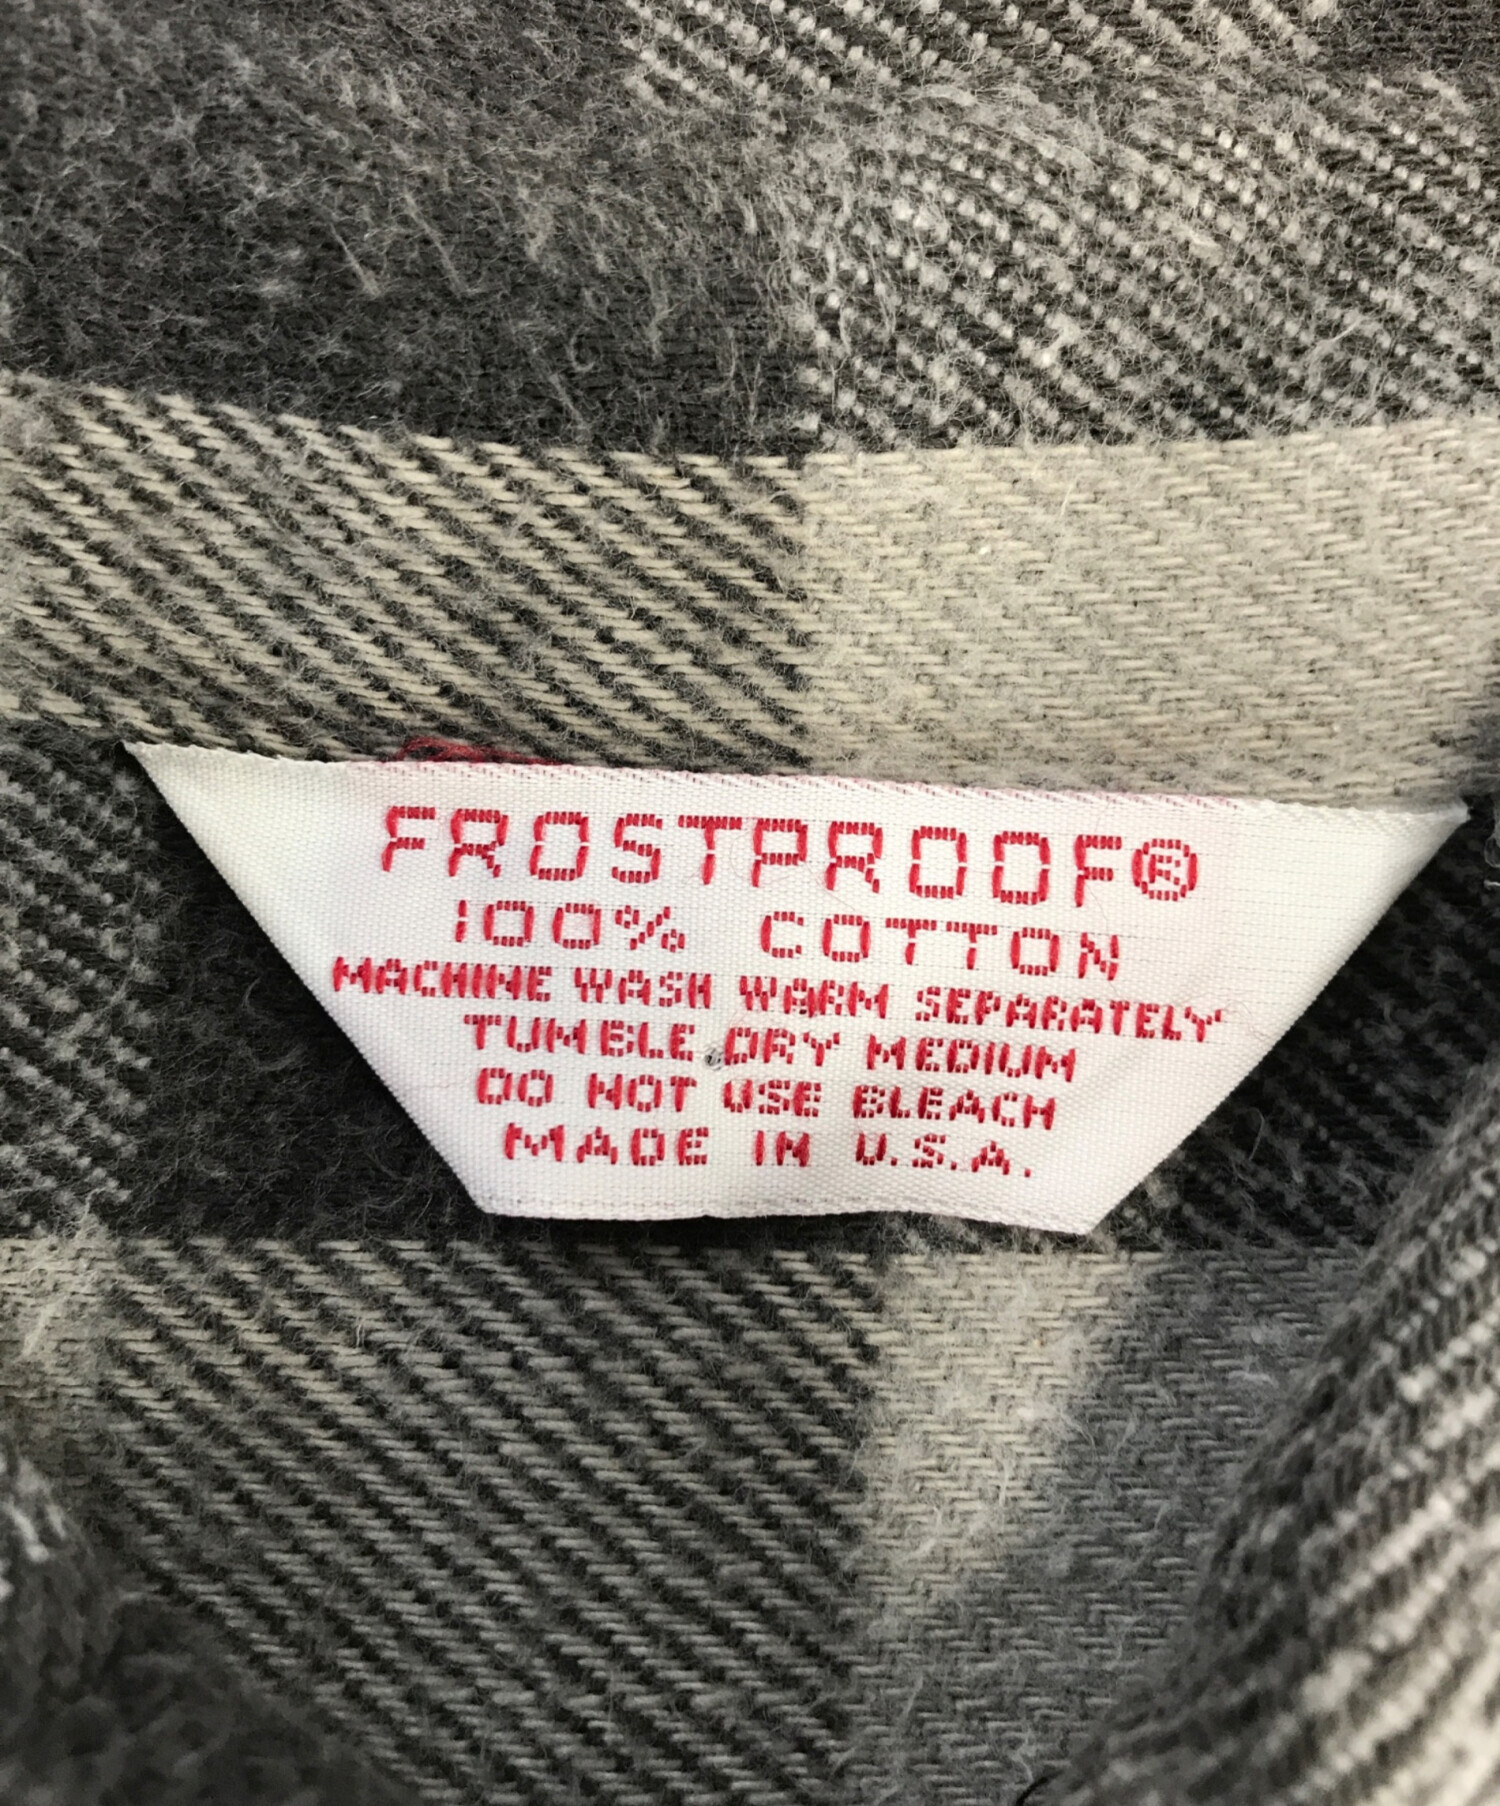 FROSTPROOF®
100% COTTON
MACHINE WASH WARM SEPARATELY
TUMBLE DRY MEDIUM
DO NOT USE BLEACH
MADE IN U.S.A.